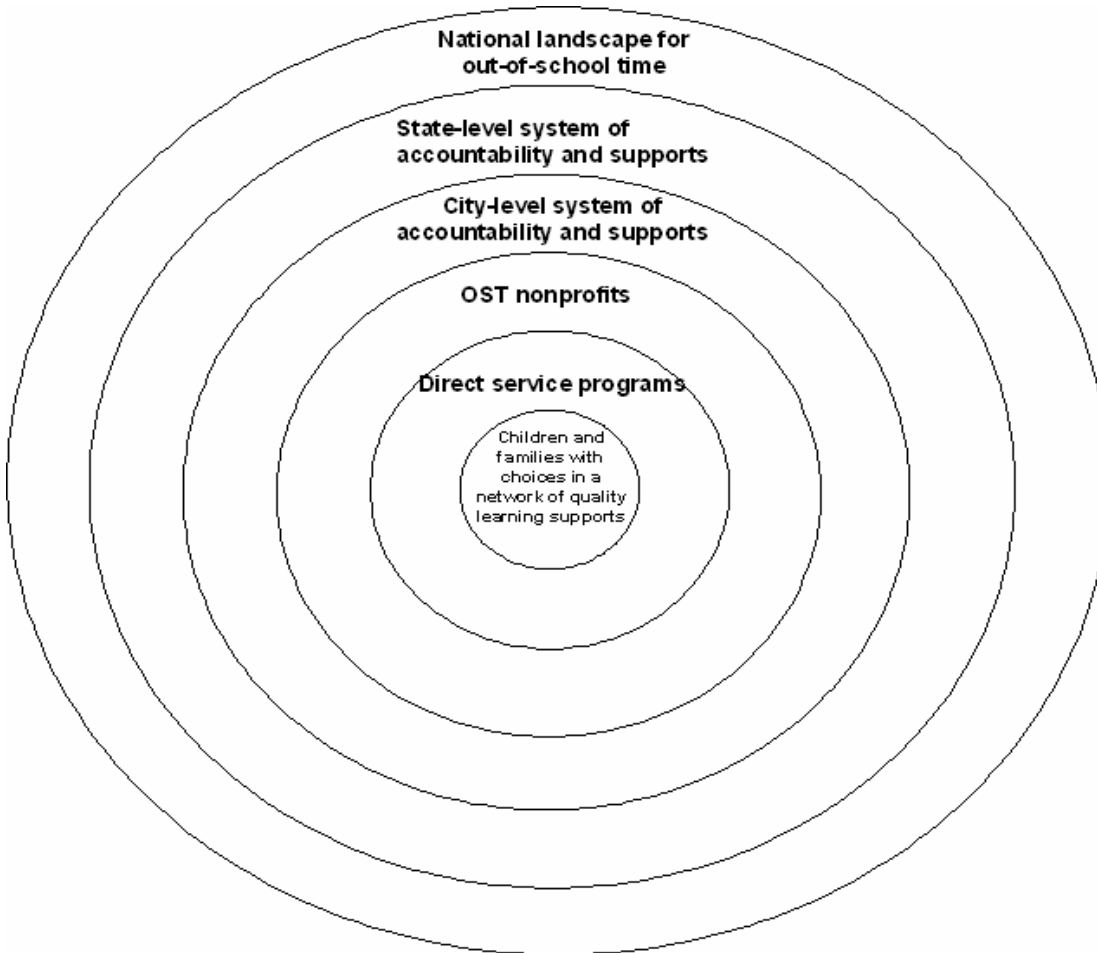 National landscape for
out-of-school time
State-level system of
accountability and supports
City-level system of
accountability and supports
OST nonprofits
Direct service programs
Children and
families with
choices in a
network of quality
learning supports